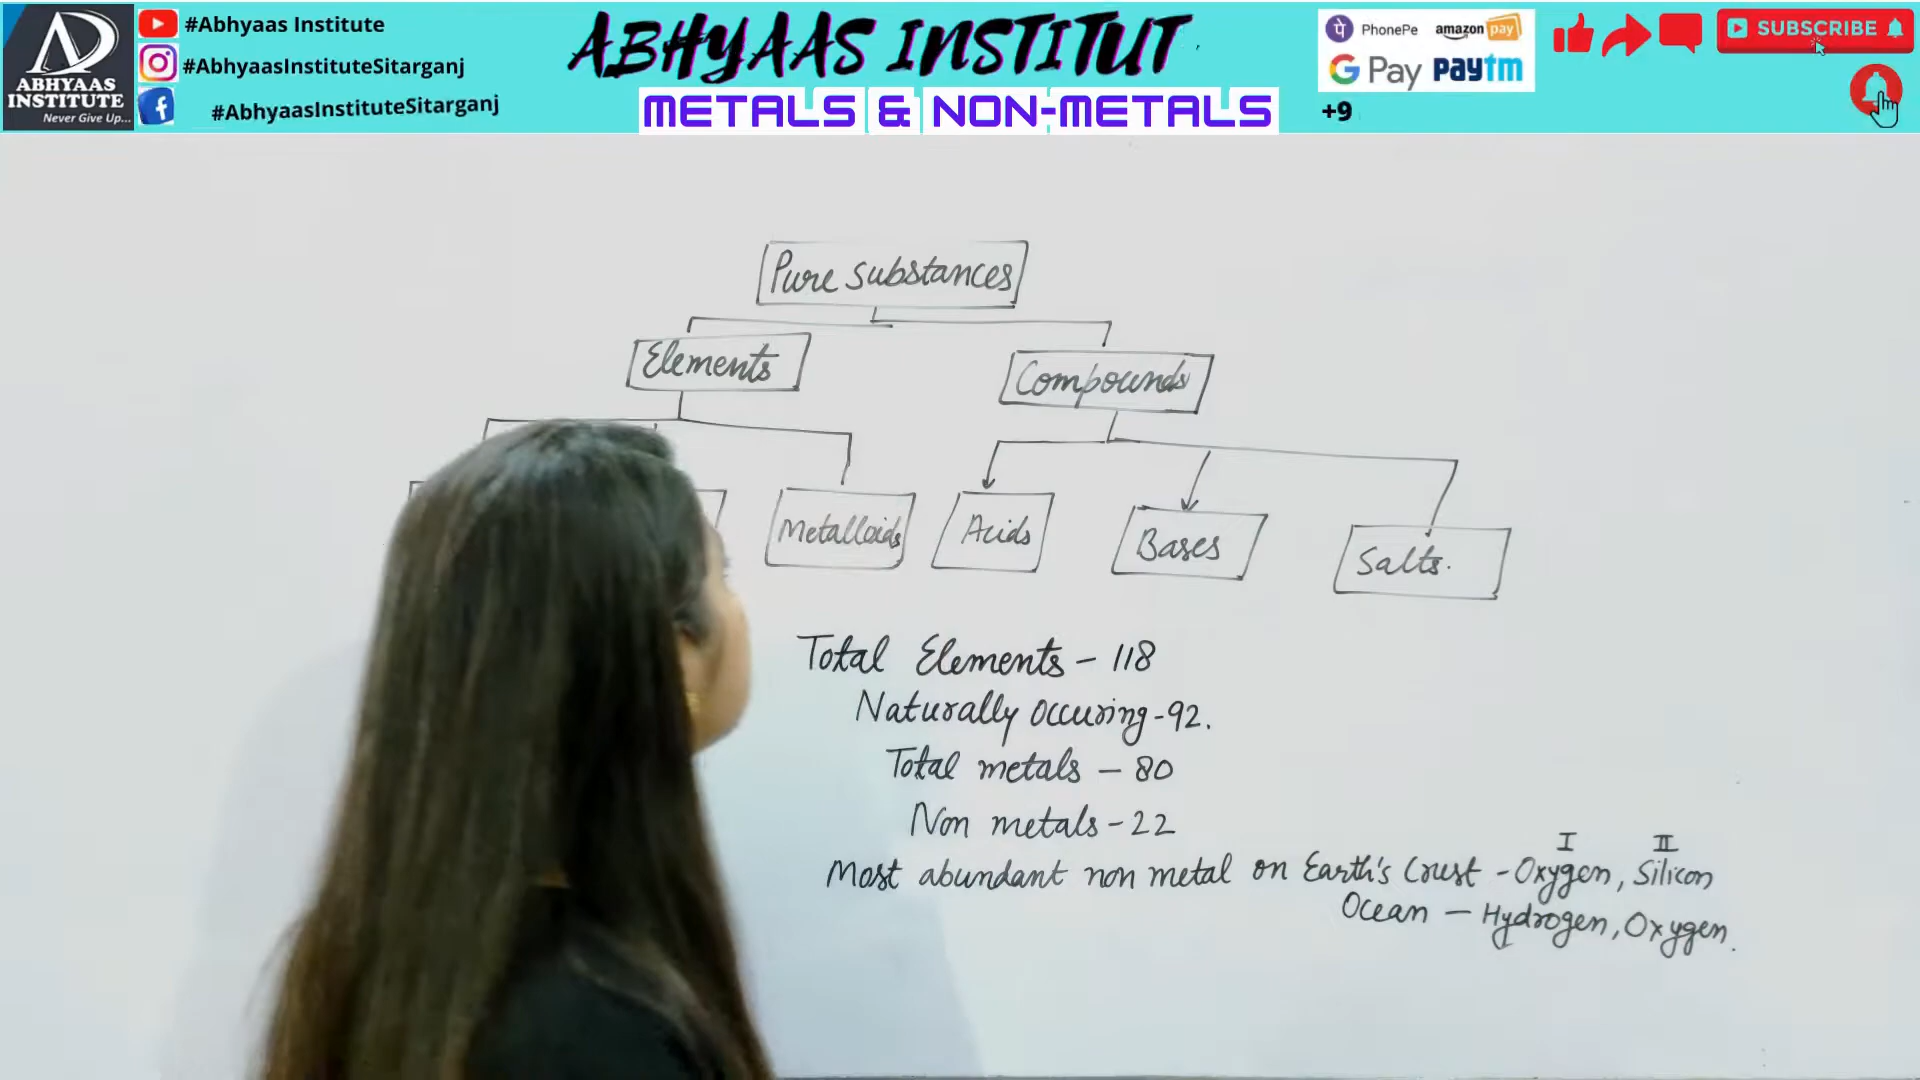 #Abhyaas Institute
#AbhyaasInstituteSitarganj
#AbhyaasInstituteSitarganj
ABHYAAS
INSTITUTE
Never Give Up...
ABHYAAS INSTITUT
METALS & NON-METALS
PhonePe amazon pay
G Pay paytm
+9
SUBSCRIBE
Pure Substances
Elements
Compounds
Metalloids
Acids
Bases
Salts.
Total Elements - 118
Naturally occuring - 92.
Total metals - 80
Non metals - 22
I II
Most abundant non metal on Earth's Crust - Oxygen, Silicon
Ocean - Hydrogen, Oxygen.